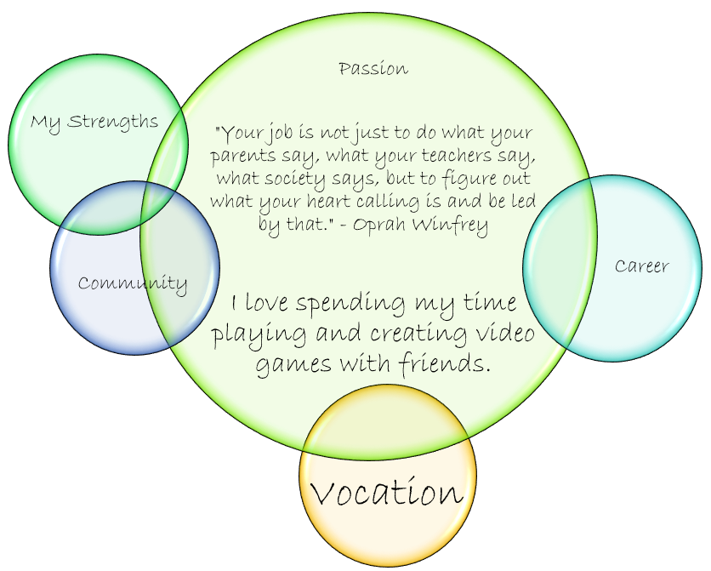 Passion
My Strengths
"Your job is not just to do what your
parents say, what your teachers say,
what society says, but to figure out
what your heart calling is and be led
by that." - Oprah Winfrey
Career
Community
I love spending my time
playing and creating video
games with friends.
Vocation